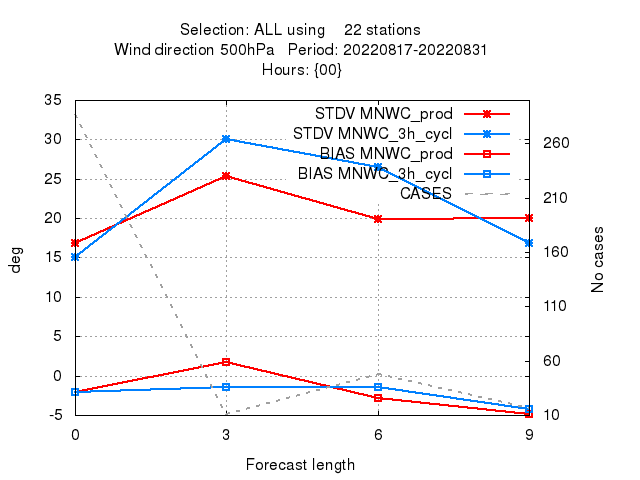 Selection: ALL using    22 stations
Wind direction 500hPa   Period: 20220817-20220831
Hours: {00}
STDV MNWC_prod
STDV MNWC_3h_cycl
BIAS MNWC_prod
BIAS MNWC_3h_cycl
CASES
35
30
25
20
15
10
5
0
-5
deg
260
210
160
110
60
10
No cases
0 3 6 9
Forecast length